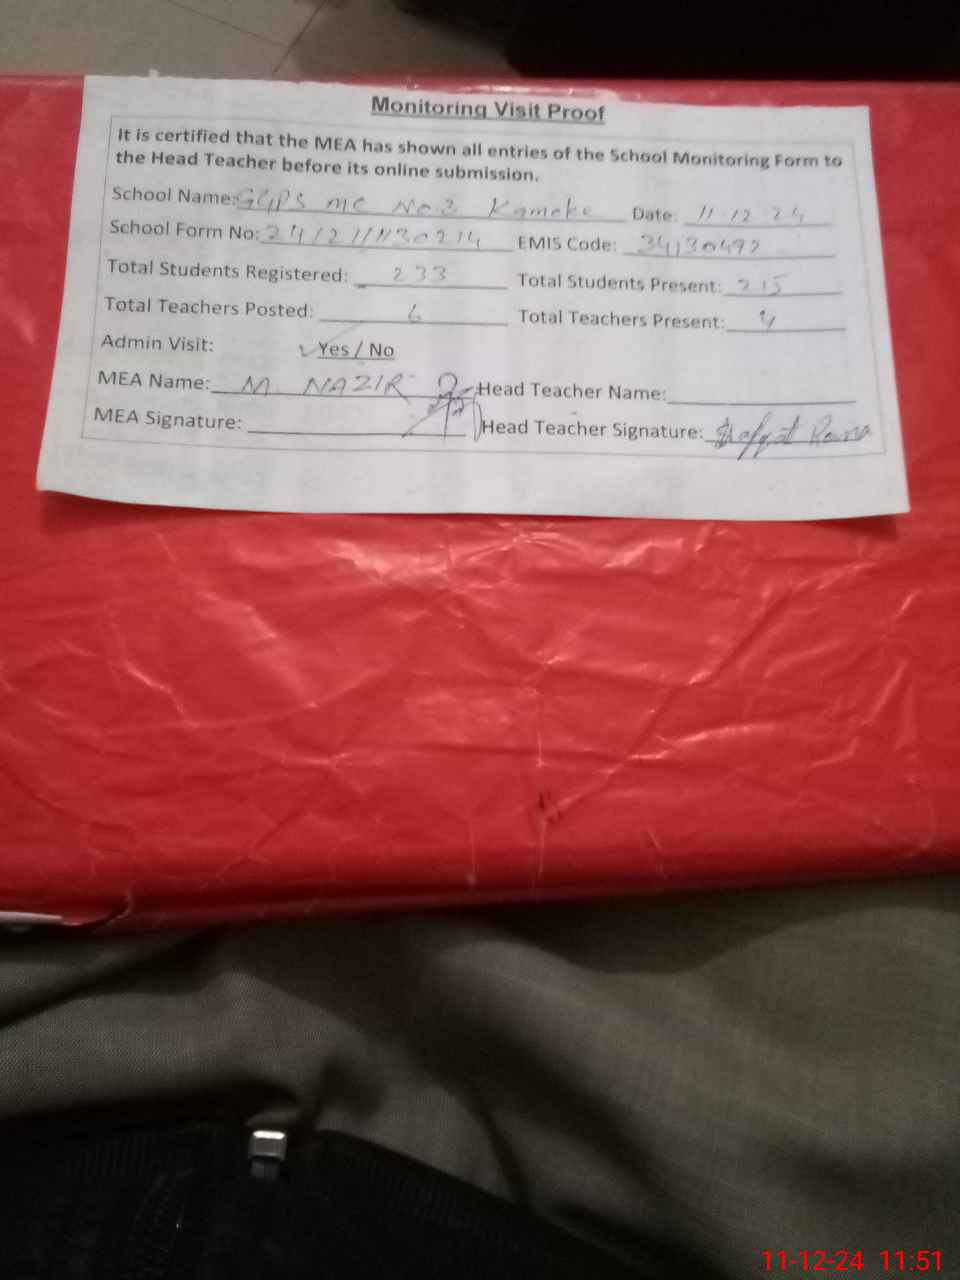 Monitoring Visit Proof
It is certified that the MEA has shown all entries of the School Monitoring Form to
the Head Teacher before its online submission.
School Name: GGPS MC No.3 Kamoke Date: 11.12.24
School Form No: EMIS Code: 34130492
Total Students Registered: 233 Total Students Present: 215
Total Teachers Posted: 6 Total Teachers Present:
Admin Visit: Yes / No
MEA Name: M. NAZIR Head Teacher Name:
MEA Signature: Head Teacher Signature:
11-12-24 11:51